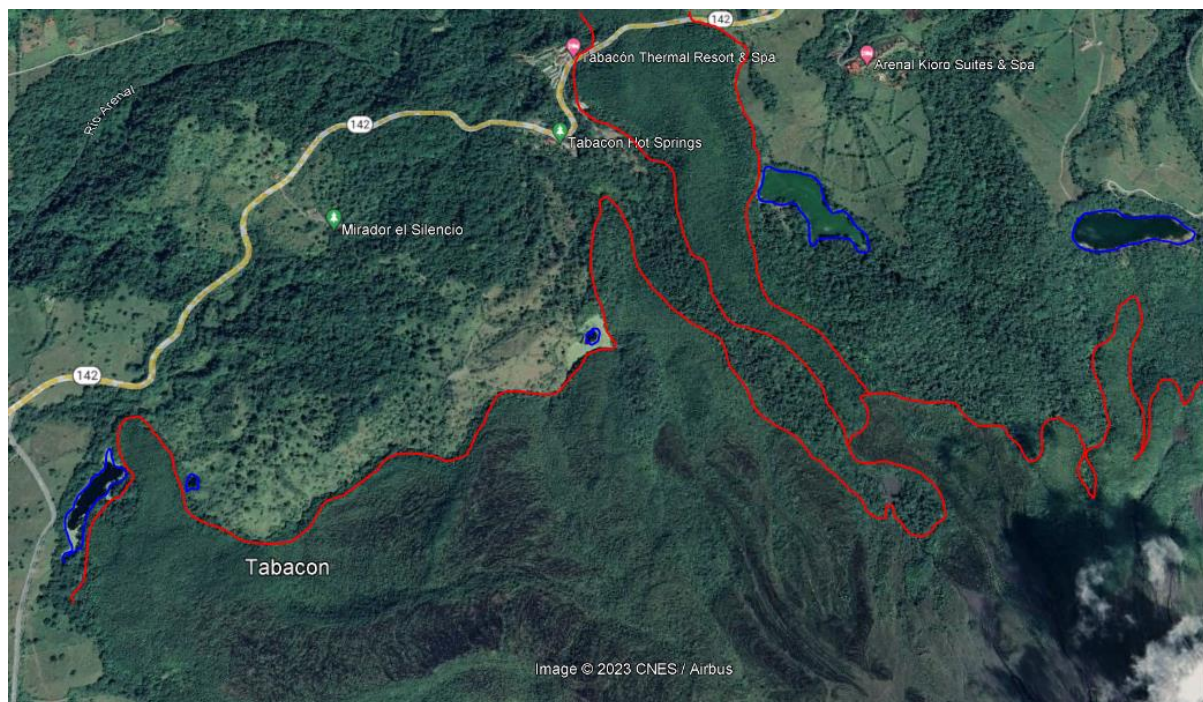 142
Tabacón Thermal Resort & Spa
Arenal Kioro Suites & Spa
Río Arenal
142
Tabacon Hot Springs
Mirador el Silencio
142
Tabacon
Image © 2023 CNES / Airbus